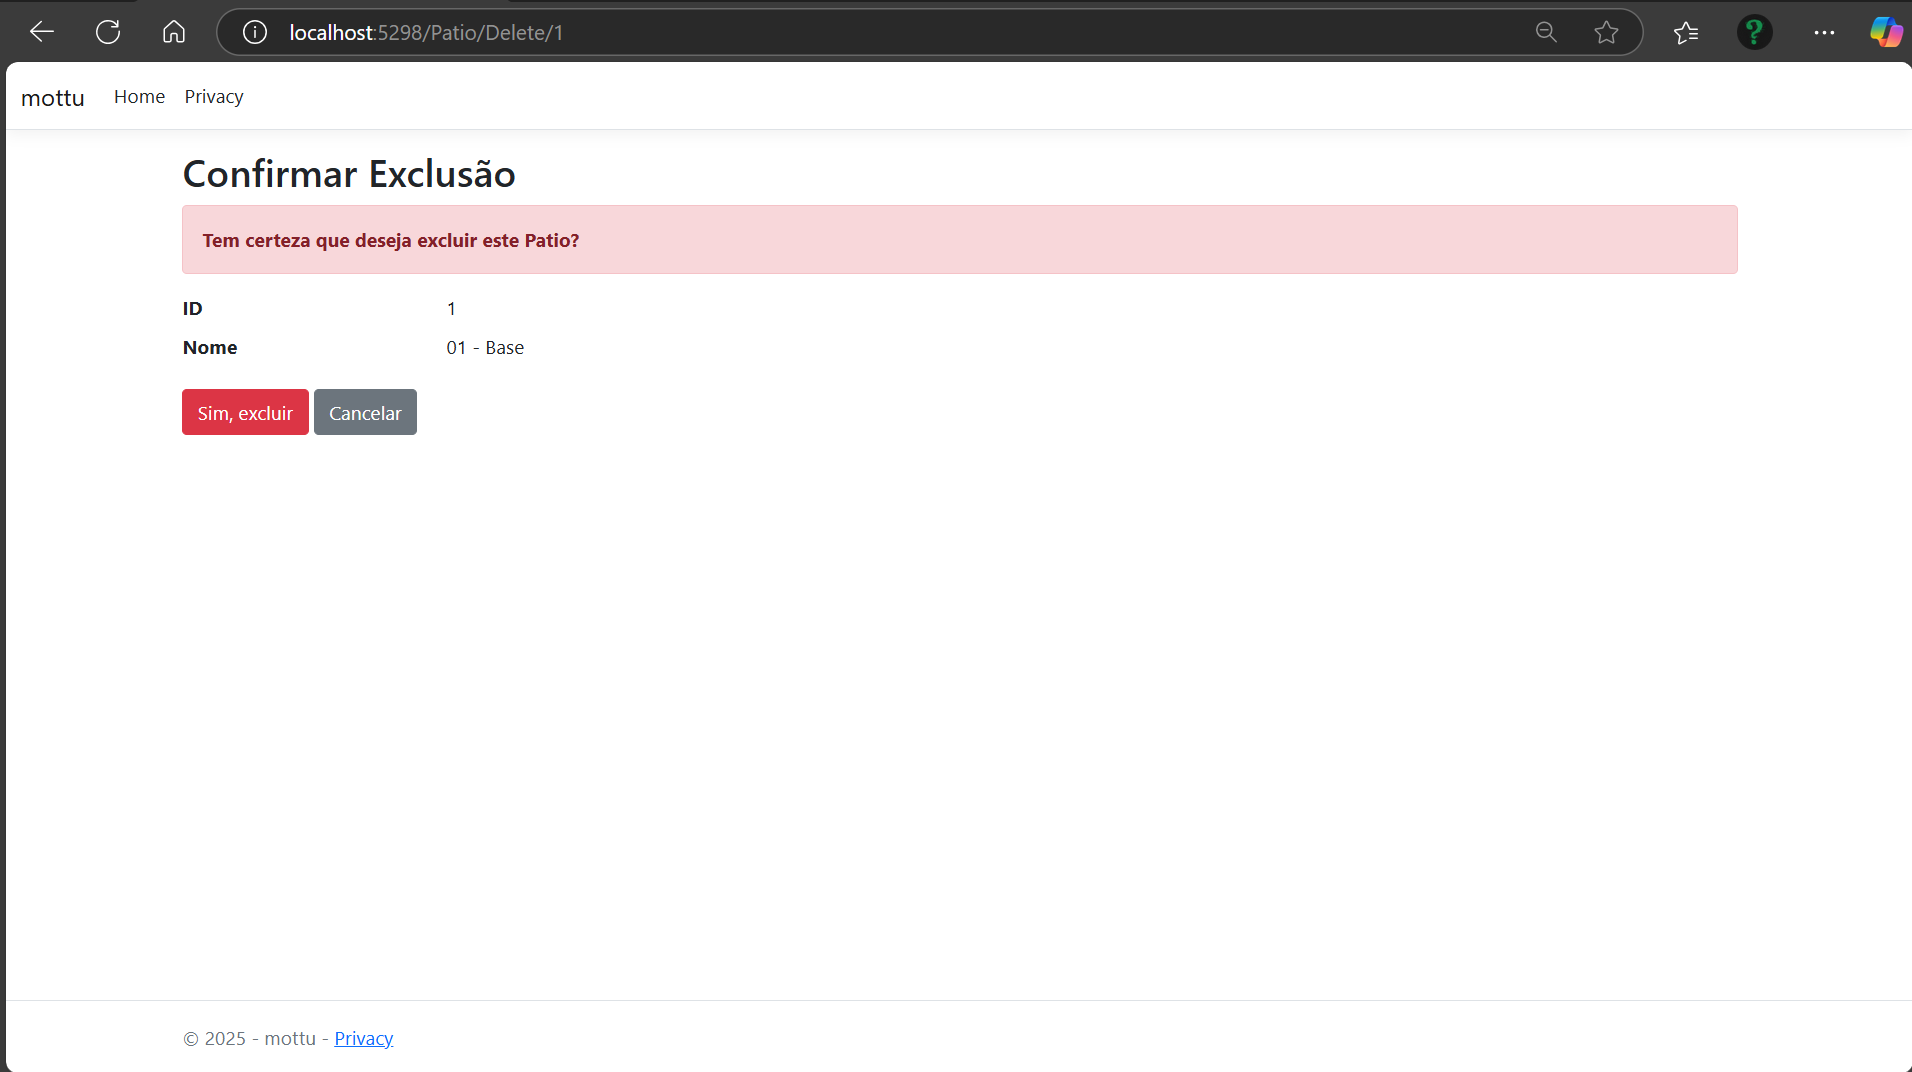 localhost:5298/Patio/Delete/1
mottu Home Privacy
Confirmar Exclusão
Tem certeza que deseja excluir este Patio?
ID 1
Nome 01 - Base
Sim, excluir Cancelar
© 2025 - mottu - Privacy